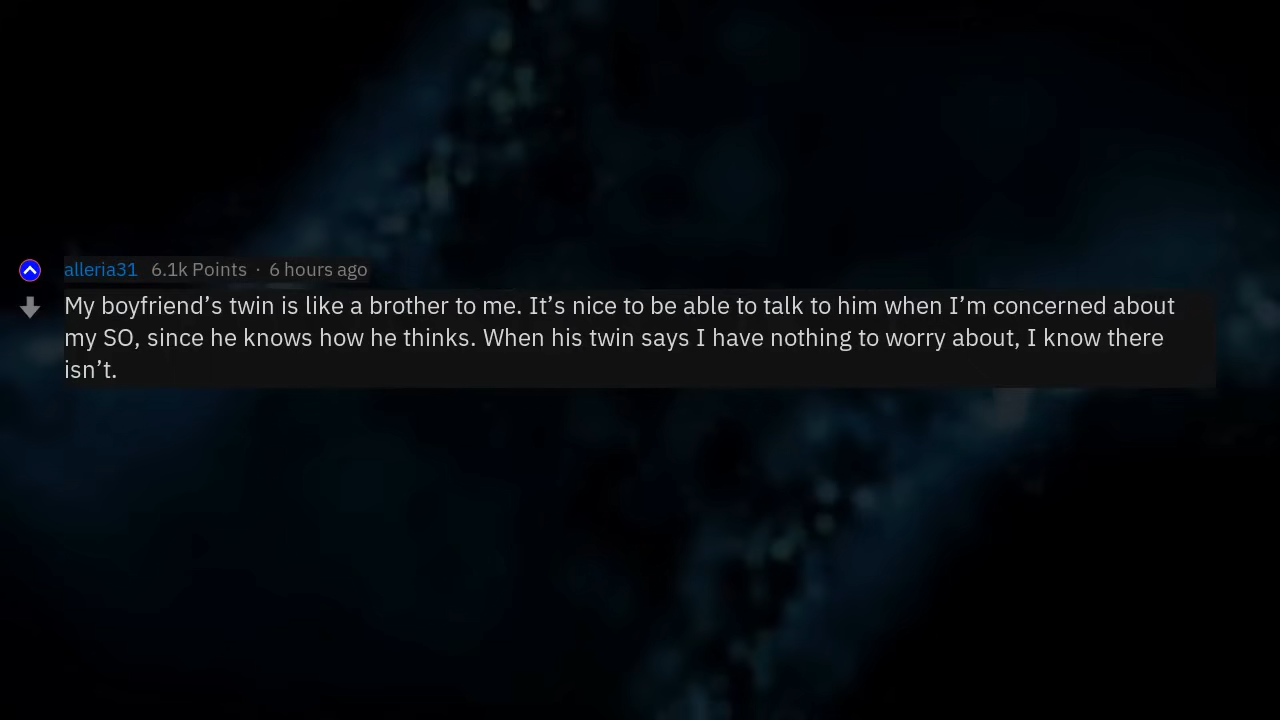 alleria31 6.1k Points · 6 hours ago
My boyfriend’s twin is like a brother to me. It’s nice to be able to talk to him when I’m concerned about
my SO, since he knows how he thinks. When his twin says I have nothing to worry about, I know there
isn’t.